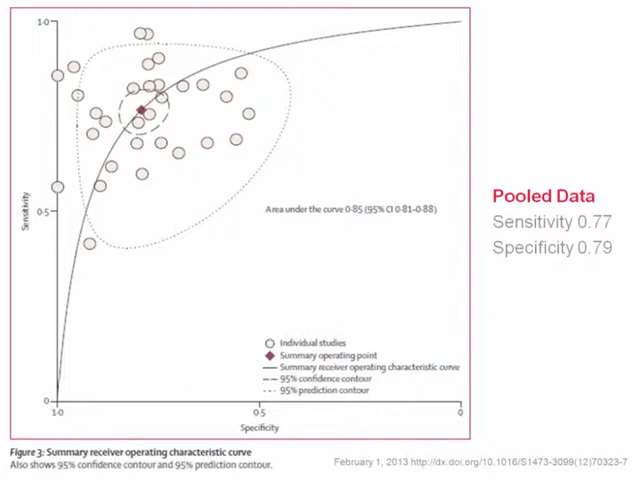 1·0
0·5
0
Sensitivity
1·0
0·5
0
Specificity
Area under the curve 0·85 (95% CI 0·81–0·88)
Individual studies
Summary operating point
Summary receiver operating characteristic curve
95% confidence contour
95% prediction contour
Pooled Data
Sensitivity 0.77
Specificity 0.79
Figure 3: Summary receiver operating characteristic curve
Also shows 95% confidence contour and 95% prediction contour.
February 1, 2013 http://dx.doi.org/10.1016/S1473-3099(12)70323-7